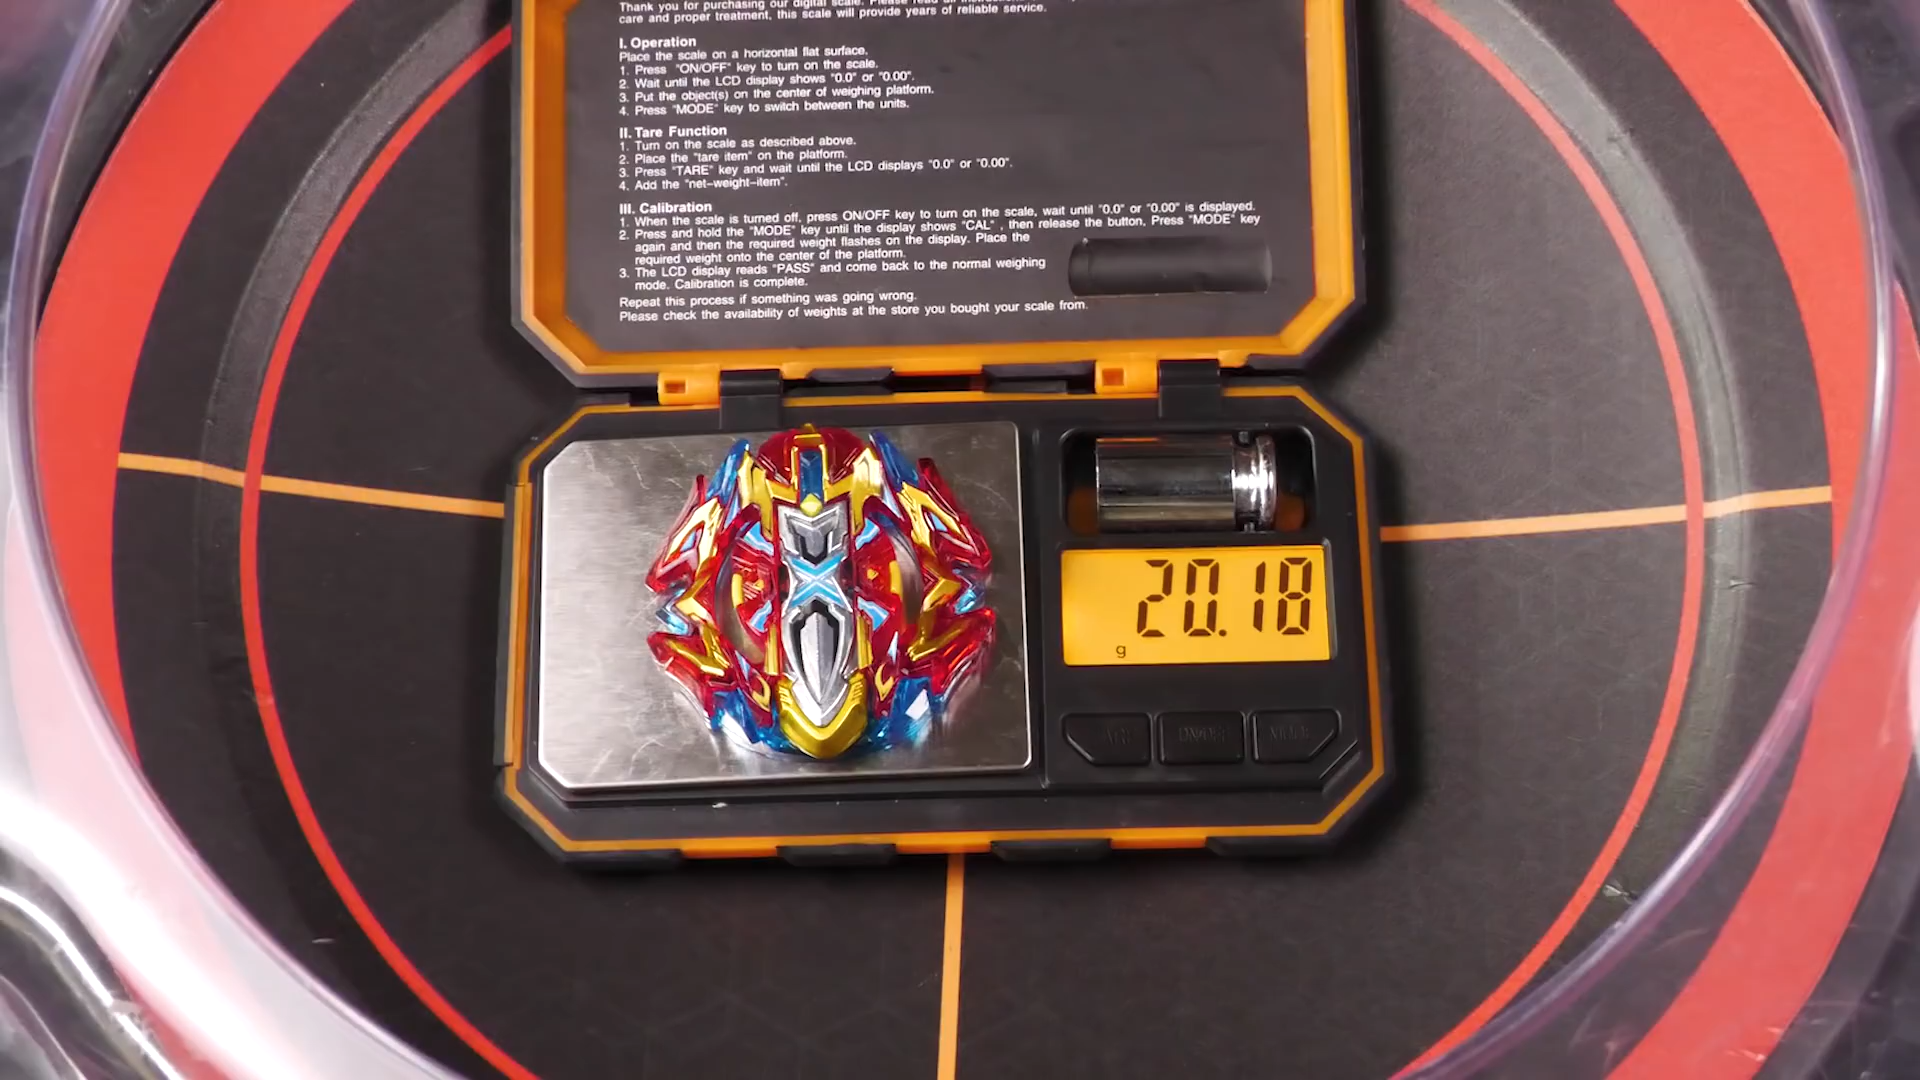 Thank you for purchasing our digital scale. Please read all
care and proper treatment, this scale will provide years of reliable service.
I. Operation
Place the scale on a horizontal flat surface.
1. Press "ON/OFF" key to turn on the scale.
2. Wait until the LCD display shows "0.0" or "0.00".
3. Put the object(s) on the center of weighing platform.
4. Press "MODE" key to switch between the units.
II. Tare Function
1. Turn on the scale as described above.
2. Place the "tare item" on the platform.
3. Press "TARE" key and wait until the LCD displays "0.0" or "0.00".
4. Add the "net-weight-item".
III. Calibration
1. When the scale is turned off, press ON/OFF key to turn on the scale, wait until "0.0" or "0.00" is displayed.
2. Press and hold the "MODE" key until the display shows "CAL" , then release the button, Press "MODE" key
again and then the required weight flashes on the display. Place the
required weight onto the center of the platform.
3. The LCD display reads "PASS" and come back to the normal weighing
mode. Calibration is complete.
Repeat this process if something was going wrong.
Please check the availability of weights at the store you bought your scale from.
20.18
g
ON/OFF MODE